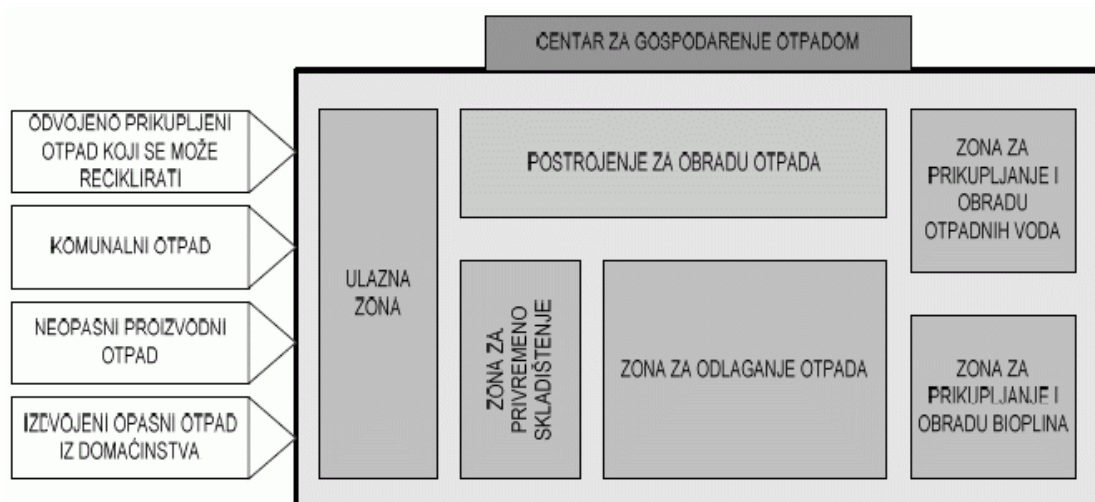 CENTAR ZA GOSPODARENJE OTPADOM
ODVOJENO PRIKUPLJENI
OTPAD KOJI SE MOŽE
RECIKLIRATI
KOMUNALNI OTPAD
NEOPASNI PROIZVODNI
OTPAD
IZDVOJENI OPASNI OTPAD
IZ DOMAĆINSTVA
ULAZNA
ZONA
POSTROJENJE ZA OBRADU OTPADA
ZONA ZA
PRIVREMENO
SKLADIŠTENJE
ZONA ZA ODLAGANJE OTPADA
ZONA ZA
PRIKUPLJANJE I
OBRADU
OTPADNIH VODA
ZONA ZA
PRIKUPLJANJE I
OBRADU BIOPLINA